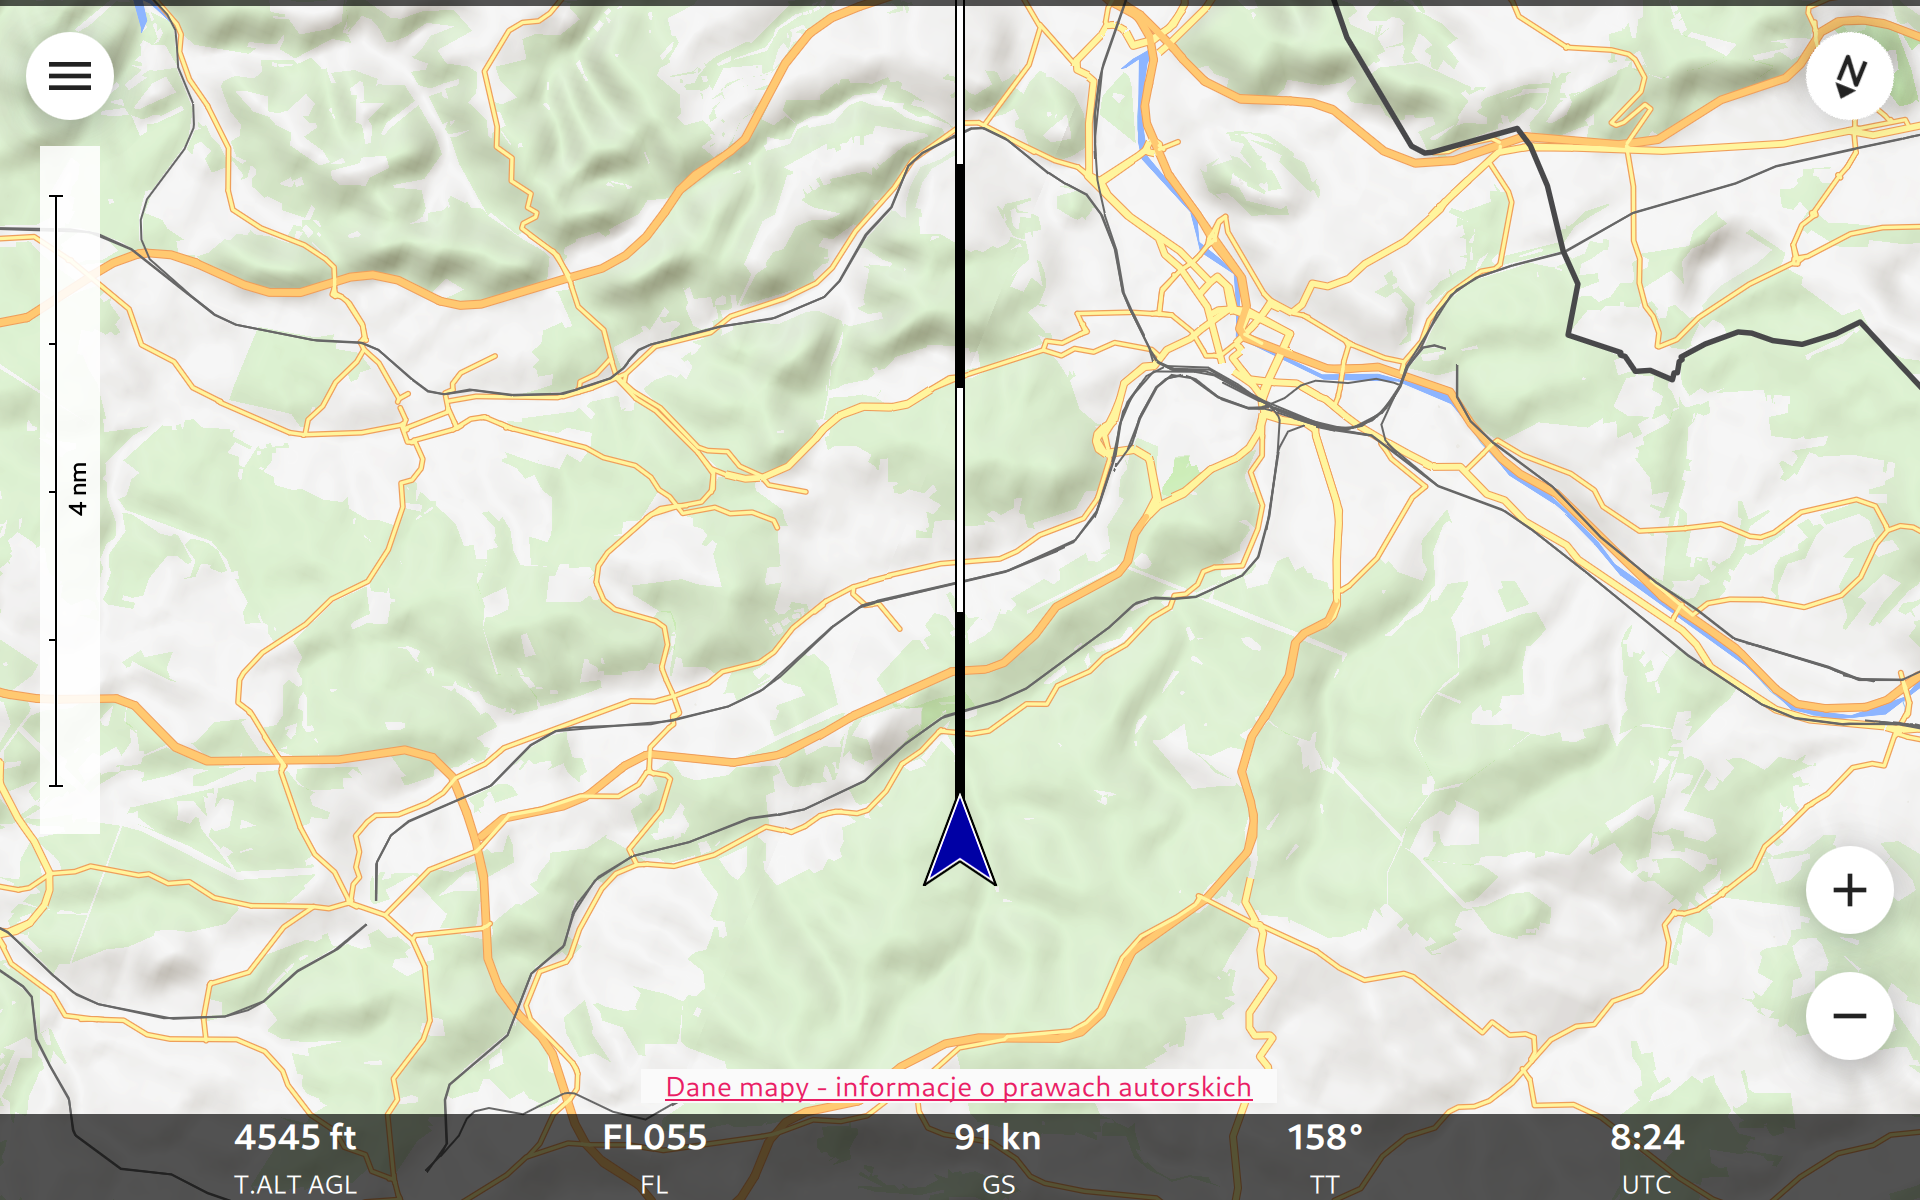 N
4 nm
Dane mapy - informacje o prawach autorskich
4545 ft FL055 91 kn 158° 8:24
T.ALT AGL FL GS TT UTC